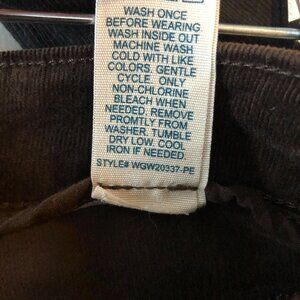 WASH ONCE
BEFORE WEARING.
WASH INSIDE OUT
MACHINE WASH
COLD WITH LIKE
COLORS. GENTLE
CYCLE. ONLY
NON-CHLORINE
BLEACH WHEN
NEEDED. REMOVE
PROMTLY FROM
WASHER. TUMBLE
DRY LOW. COOL
IRON IF NEEDED.
STYLE# WGW20337-PE